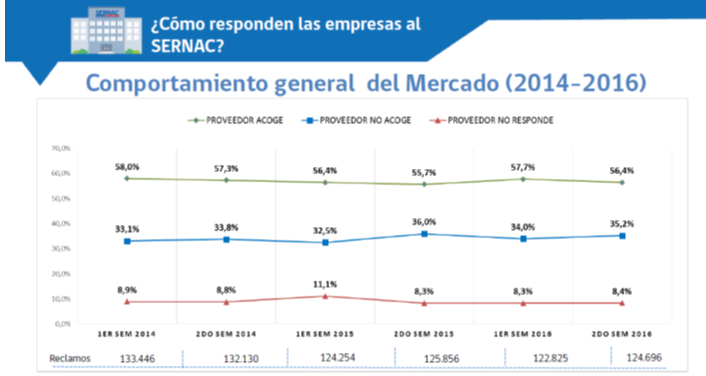 SERNAC
¿Cómo responden las empresas al
SERNAC?
Comportamiento general del Mercado (2014-2016)
PROVEEDOR ACOGE PROVEEDOR NO ACOGE PROVEEDOR NO RESPONDE
70,0%
60,0%
50,0%
40,0%
30,0%
20,0%
10,0%
0,0%
58,0% 57,3% 56,4% 55,7% 57,7% 56,4%
33,1% 33,8% 32,5% 36,0% 34,0% 35,2%
8,9% 8,8% 11,1% 8,3% 8,3% 8,4%
1ER SEM 2014 2DO SEM 2014 1ER SEM 2015 2DO SEM 2015 1ER SEM 2016 2DO SEM 2016
Reclamos 133.446 132.130 124.254 125.856 122.825 124.696